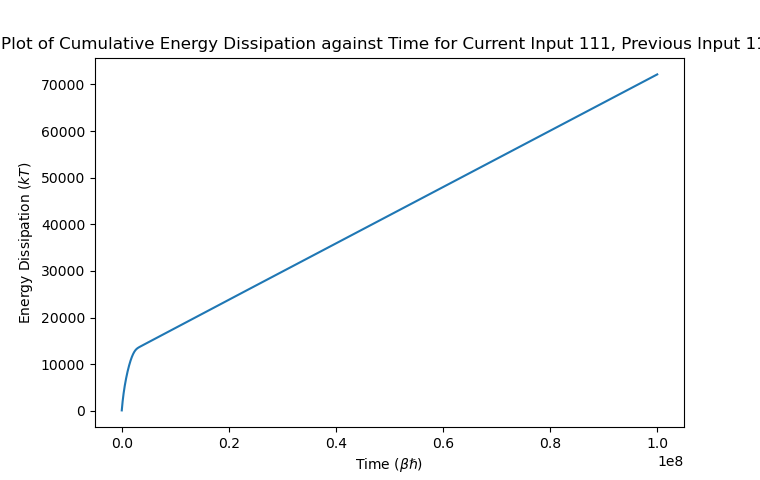 Plot of Cumulative Energy Dissipation against Time for Current Input 111, Previous Input 11
70000
60000
50000
40000
30000
20000
10000
0
Energy Dissipation (kT)
0.0 0.2 0.4 0.6 0.8 1.0
1e8
Time (βħ)